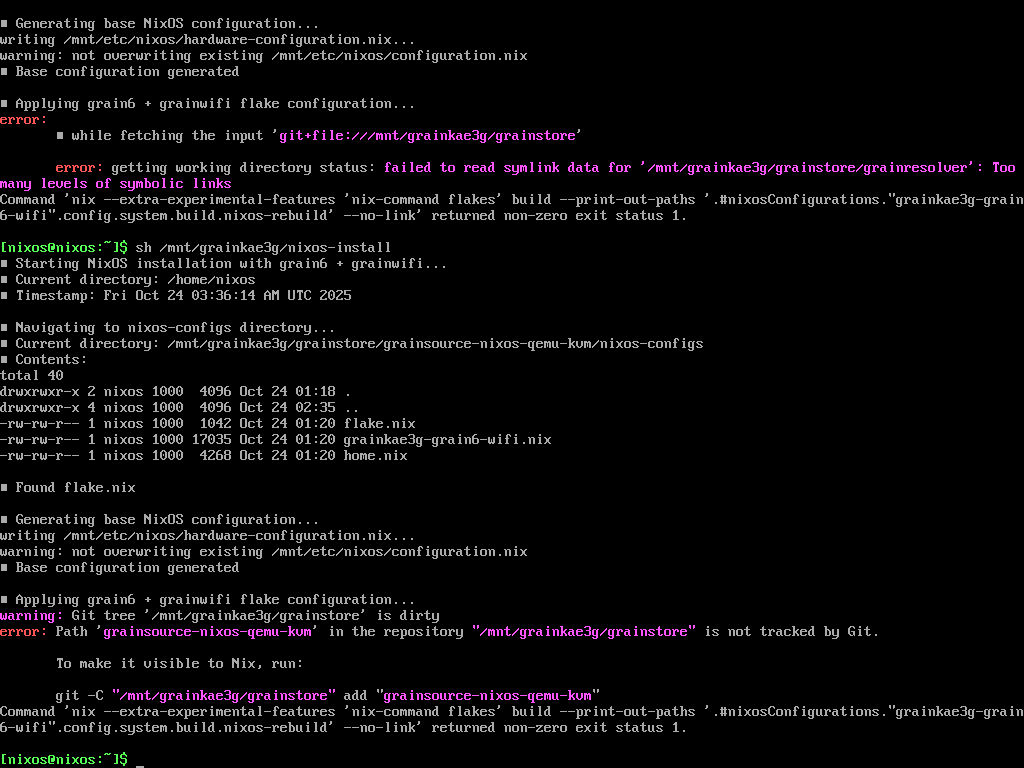 ■ Generating base NixOS configuration...
writing /mnt/etc/nixos/hardware-configuration.nix...
warning: not overwriting existing /mnt/etc/nixos/configuration.nix
■ Base configuration generated

■ Applying grain6 + grainwifi flake configuration...
error:
       ■ while fetching the input 'git+file:///mnt/grainkae3g/grainstore'

       error: getting working directory status: failed to read symlink data for '/mnt/grainkae3g/grainstore/grainresolver': Too
many levels of symbolic links
Command 'nix --extra-experimental-features 'nix-command flakes' build --print-out-paths '.#nixosConfigurations."grainkae3g-grain
6-wifi".config.system.build.nixos-rebuild' --no-link' returned non-zero exit status 1.

[nixos@nixos:~]$ sh /mnt/grainkae3g/nixos-install
■ Starting NixOS installation with grain6 + grainwifi...
■ Current directory: /home/nixos
■ Timestamp: Fri Oct 24 03:36:14 AM UTC 2025

■ Navigating to nixos-configs directory...
■ Current directory: /mnt/grainkae3g/grainstore/grainsource-nixos-qemu-kvm/nixos-configs
■ Contents:
total 40
drwxrwxr-x 2 nixos 1000  4096 Oct 24 01:18 .
drwxrwxr-x 4 nixos 1000  4096 Oct 24 02:35 ..
-rw-rw-r-- 1 nixos 1000  1042 Oct 24 01:20 flake.nix
-rw-rw-r-- 1 nixos 1000 17035 Oct 24 01:20 grainkae3g-grain6-wifi.nix
-rw-rw-r-- 1 nixos 1000  4268 Oct 24 01:20 home.nix

■ Found flake.nix

■ Generating base NixOS configuration...
writing /mnt/etc/nixos/hardware-configuration.nix...
warning: not overwriting existing /mnt/etc/nixos/configuration.nix
■ Base configuration generated

■ Applying grain6 + grainwifi flake configuration...
warning: Git tree '/mnt/grainkae3g/grainstore' is dirty
error: Path 'grainsource-nixos-qemu-kvm' in the repository "/mnt/grainkae3g/grainstore" is not tracked by Git.

       To make it visible to Nix, run:

       git -C "/mnt/grainkae3g/grainstore" add "grainsource-nixos-qemu-kvm"
Command 'nix --extra-experimental-features 'nix-command flakes' build --print-out-paths '.#nixosConfigurations."grainkae3g-grain
6-wifi".config.system.build.nixos-rebuild' --no-link' returned non-zero exit status 1.

[nixos@nixos:~]$ _